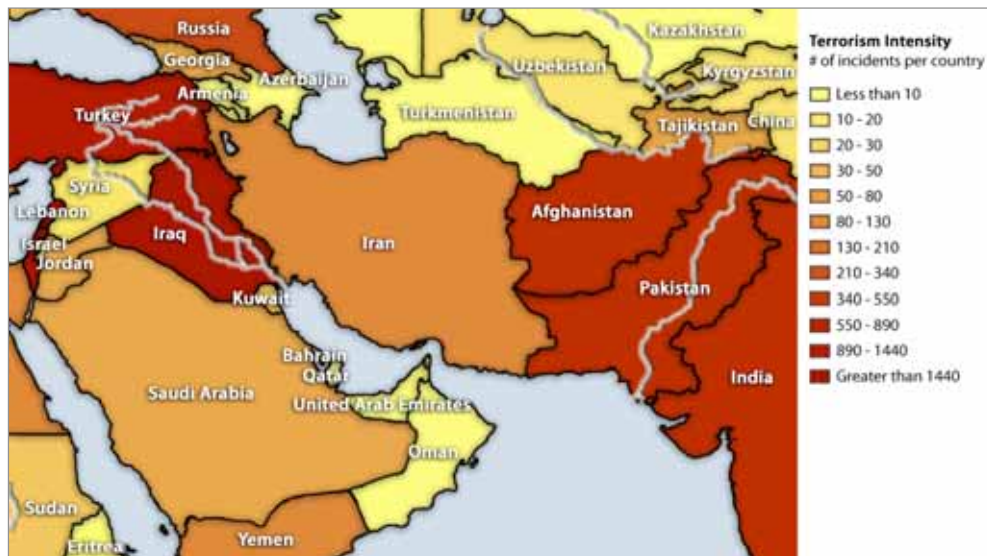 Russia
Georgia
Kazakhstan
Armenia
Azerbaijan
Uzbekistan
Kyrgyzstan
Turkey
Turkmenistan
Tajikistan
China
Syria
Lebanon
Afghanistan
Israel
Iraq
Iran
Jordan
Kuwait
Pakistan
Bahrain
Qatar
India
Saudi Arabia
United Arab Emirates
Oman
Sudan
Eritrea
Yemen
Terrorism Intensity
# of incidents per country
Less than 10
10 - 20
20 - 30
30 - 50
50 - 80
80 - 130
130 - 210
210 - 340
340 - 550
550 - 890
890 - 1440
Greater than 1440